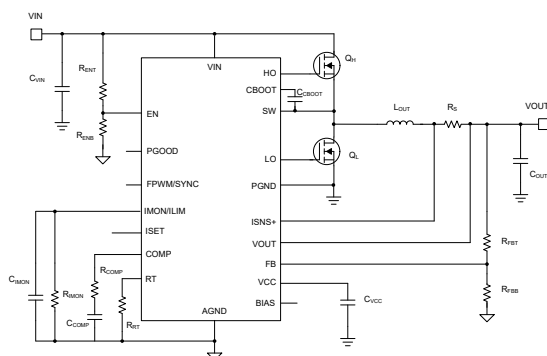 VIN
VIN
HO
QH
CVIN
RENT
CBOOT
CCBOOT
SW
LOUT
RS
VOUT
EN
RENB
PGOOD
LO
QL
COUT
FPWM/SYNC
PGND
IMON/ILIM
ISNS+
ISET
VOUT
RFBT
COMP
FB
CIMON
RIMON
RCOMP
RT
VCC
CCOMP
RRT
BIAS
CVCC
RFBB
AGND